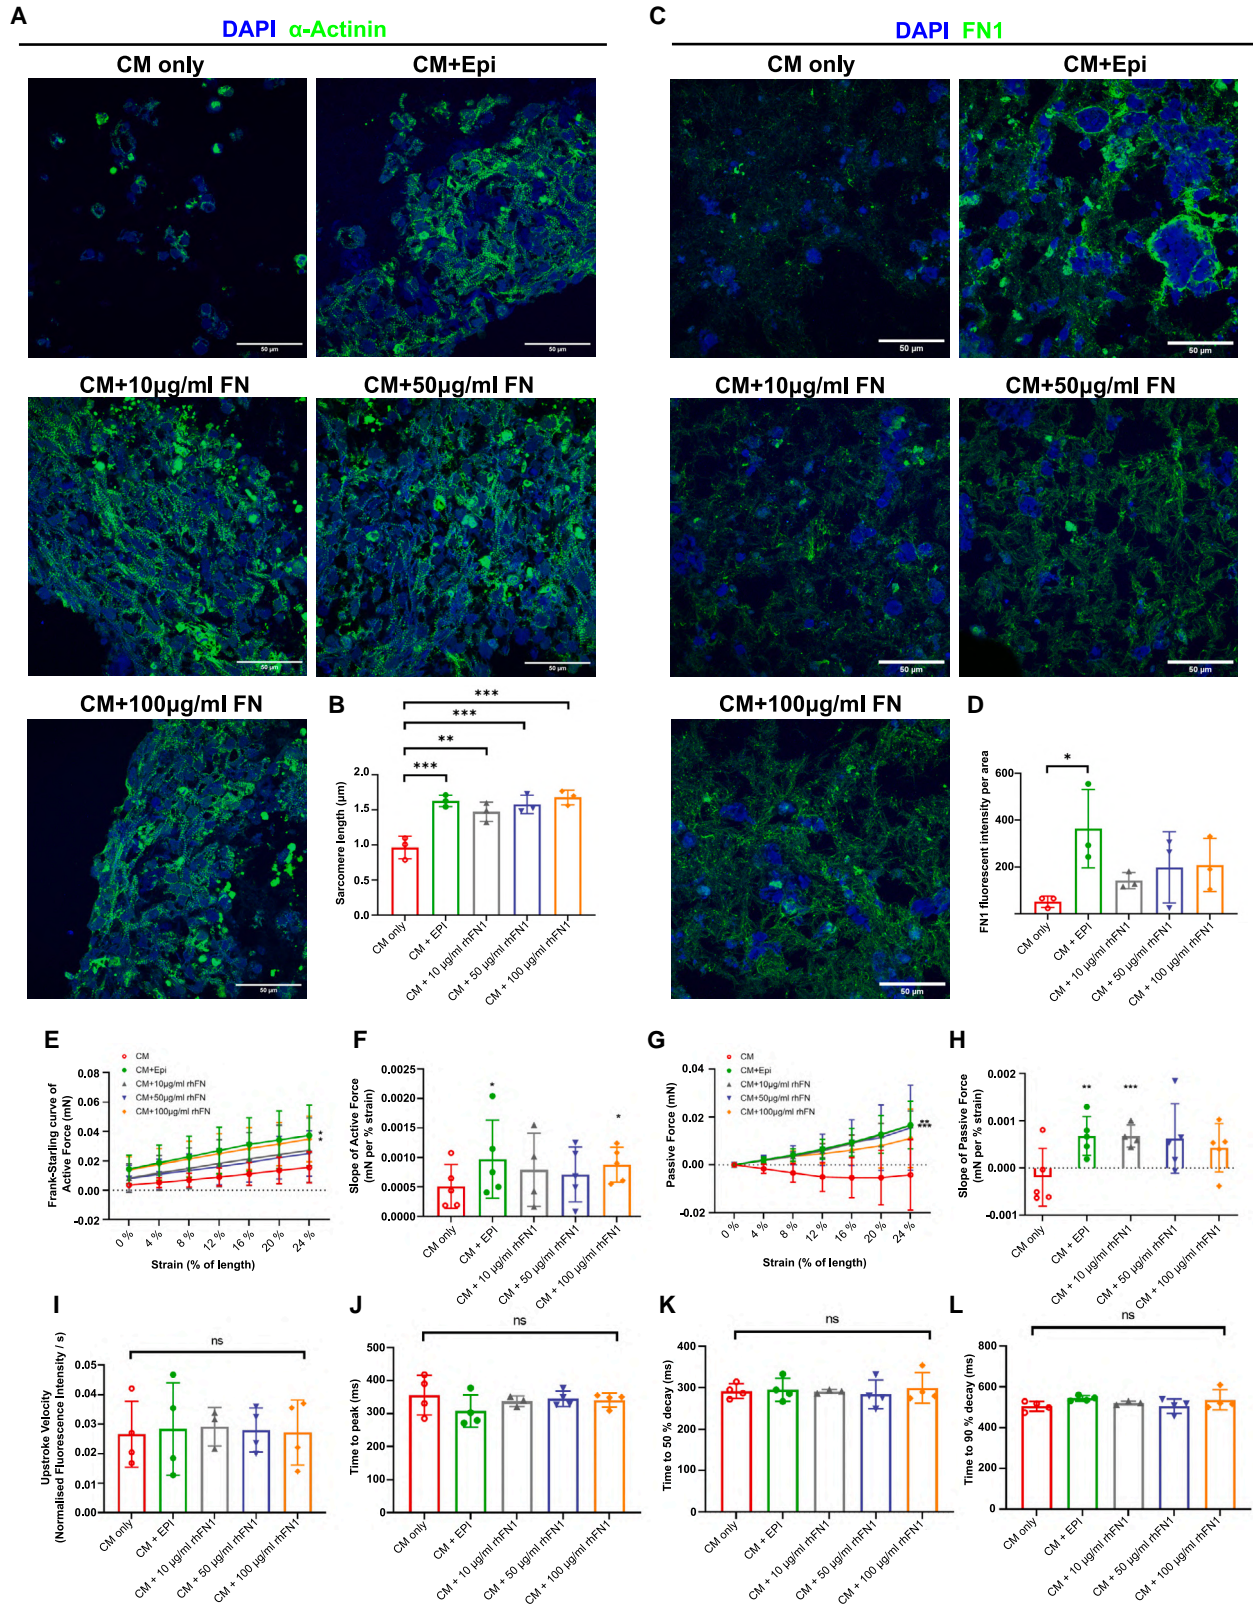 A
DAPI α-Actinin
CM only
CM+Epi
50 µm
50 µm
CM+10µg/ml FN
CM+50µg/ml FN
50 µm
50 µm
CM+100µg/ml FN
50 µm
B
***
***
**
***
Sarcomere length (µm)
2.0
1.5
1.0
0.5
0.0
CM only
CM + EPI
CM + 10 µg/ml rhFN1
CM + 50 µg/ml rhFN1
CM + 100 µg/ml rhFN1
C
DAPI FN1
CM only
CM+Epi
50 µm
50 µm
CM+10µg/ml FN
CM+50µg/ml FN
50 µm
50 µm
CM+100µg/ml FN
50 µm
D
*
FN1 fluorescent intensity per area
600
400
200
0
CM only
CM + EPI
CM + 10 µg/ml rhFN1
CM + 50 µg/ml rhFN1
CM + 100 µg/ml rhFN1
E
CM
CM+Epi
CM+10µg/ml rhFN
CM+50µg/ml rhFN
CM+100µg/ml rhFN
Frank-Starling curve of
Active Force (mN)
0.08
0.06
0.04
0.02
0.00
-0.02
*
*
0 %
4 %
8 %
12 %
16 %
20 %
24 %
Strain (% of length)
F
Slope of Active Force
(mN per % strain)
0.0025
0.0020
0.0015
0.0010
0.0005
0.0000
*
*
CM only
CM + EPI
CM + 10 µg/ml rhFN1
CM + 50 µg/ml rhFN1
CM + 100 µg/ml rhFN1
G
CM
CM+Epi
CM+10µg/ml rhFN
CM+50µg/ml rhFN
CM+100µg/ml rhFN
Passive Force (mN)
0.04
0.02
0.00
-0.02
0 %
4 %
8 %
12 %
16 %
20 %
24 %
Strain (% of length)
H
Slope of Passive Force
(mN per % strain)
0.002
0.001
0.000
-0.001
**
***
CM only
CM + EPI
CM + 10 µg/ml rhFN1
CM + 50 µg/ml rhFN1
CM + 100 µg/ml rhFN1
I
ns
Upstroke Velocity
(Normalised Fluorescence Intensity / s)
0.05
0.04
0.03
0.02
0.01
0.00
CM only
CM + EPI
CM + 10 µg/ml rhFN1
CM + 50 µg/ml rhFN1
CM + 100 µg/ml rhFN1
J
ns
Time to peak (ms)
500
400
300
200
100
0
CM only
CM + EPI
CM + 10 µg/ml rhFN1
CM + 50 µg/ml rhFN1
CM + 100 µg/ml rhFN1
K
ns
Time to 50 % decay (ms)
400
300
200
100
0
CM only
CM + EPI
CM + 10 µg/ml rhFN1
CM + 50 µg/ml rhFN1
CM + 100 µg/ml rhFN1
L
ns
Time to 90 % decay (ms)
800
600
400
200
0
CM only
CM + EPI
CM + 10 µg/ml rhFN1
CM + 50 µg/ml rhFN1
CM + 100 µg/ml rhFN1